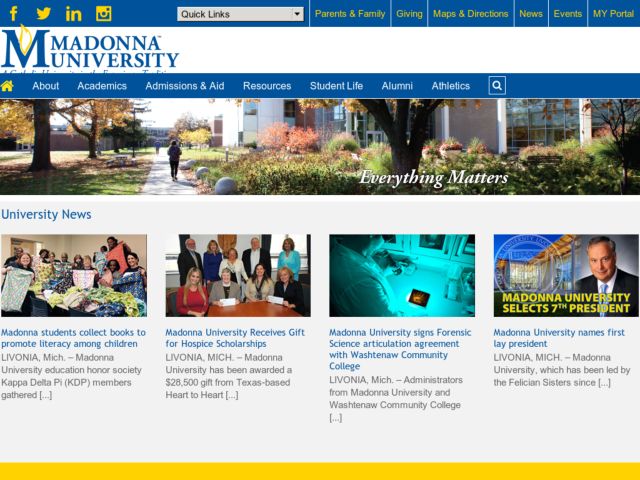 Quick Links
Parents & Family
Giving
Maps & Directions
News
Events
MY Portal
MADONNA
UNIVERSITY
About
Academics
Admissions & Aid
Resources
Student Life
Alumni
Athletics
Everything Matters
University News
MADONNA UNIVERSITY
SELECTS 7TH PRESIDENT
Madonna students collect books to
promote literacy among children
LIVONIA, Mich. – Madonna
University education honor society
Kappa Delta Pi (KDP) members
gathered [...]
Madonna University Receives Gift
for Hospice Scholarships
LIVONIA, MICH. – Madonna
University has been awarded a
$28,500 gift from Texas-based
Heart to Heart [...]
Madonna University signs Forensic
Science articulation agreement
with Washtenaw Community
College
LIVONIA, Mich. – Administrators
from Madonna University and
Washtenaw Community College
[...]
Madonna University names first
lay president
LIVONIA, MICH. – Madonna
University, which has been led by
the Felician Sisters since [...]